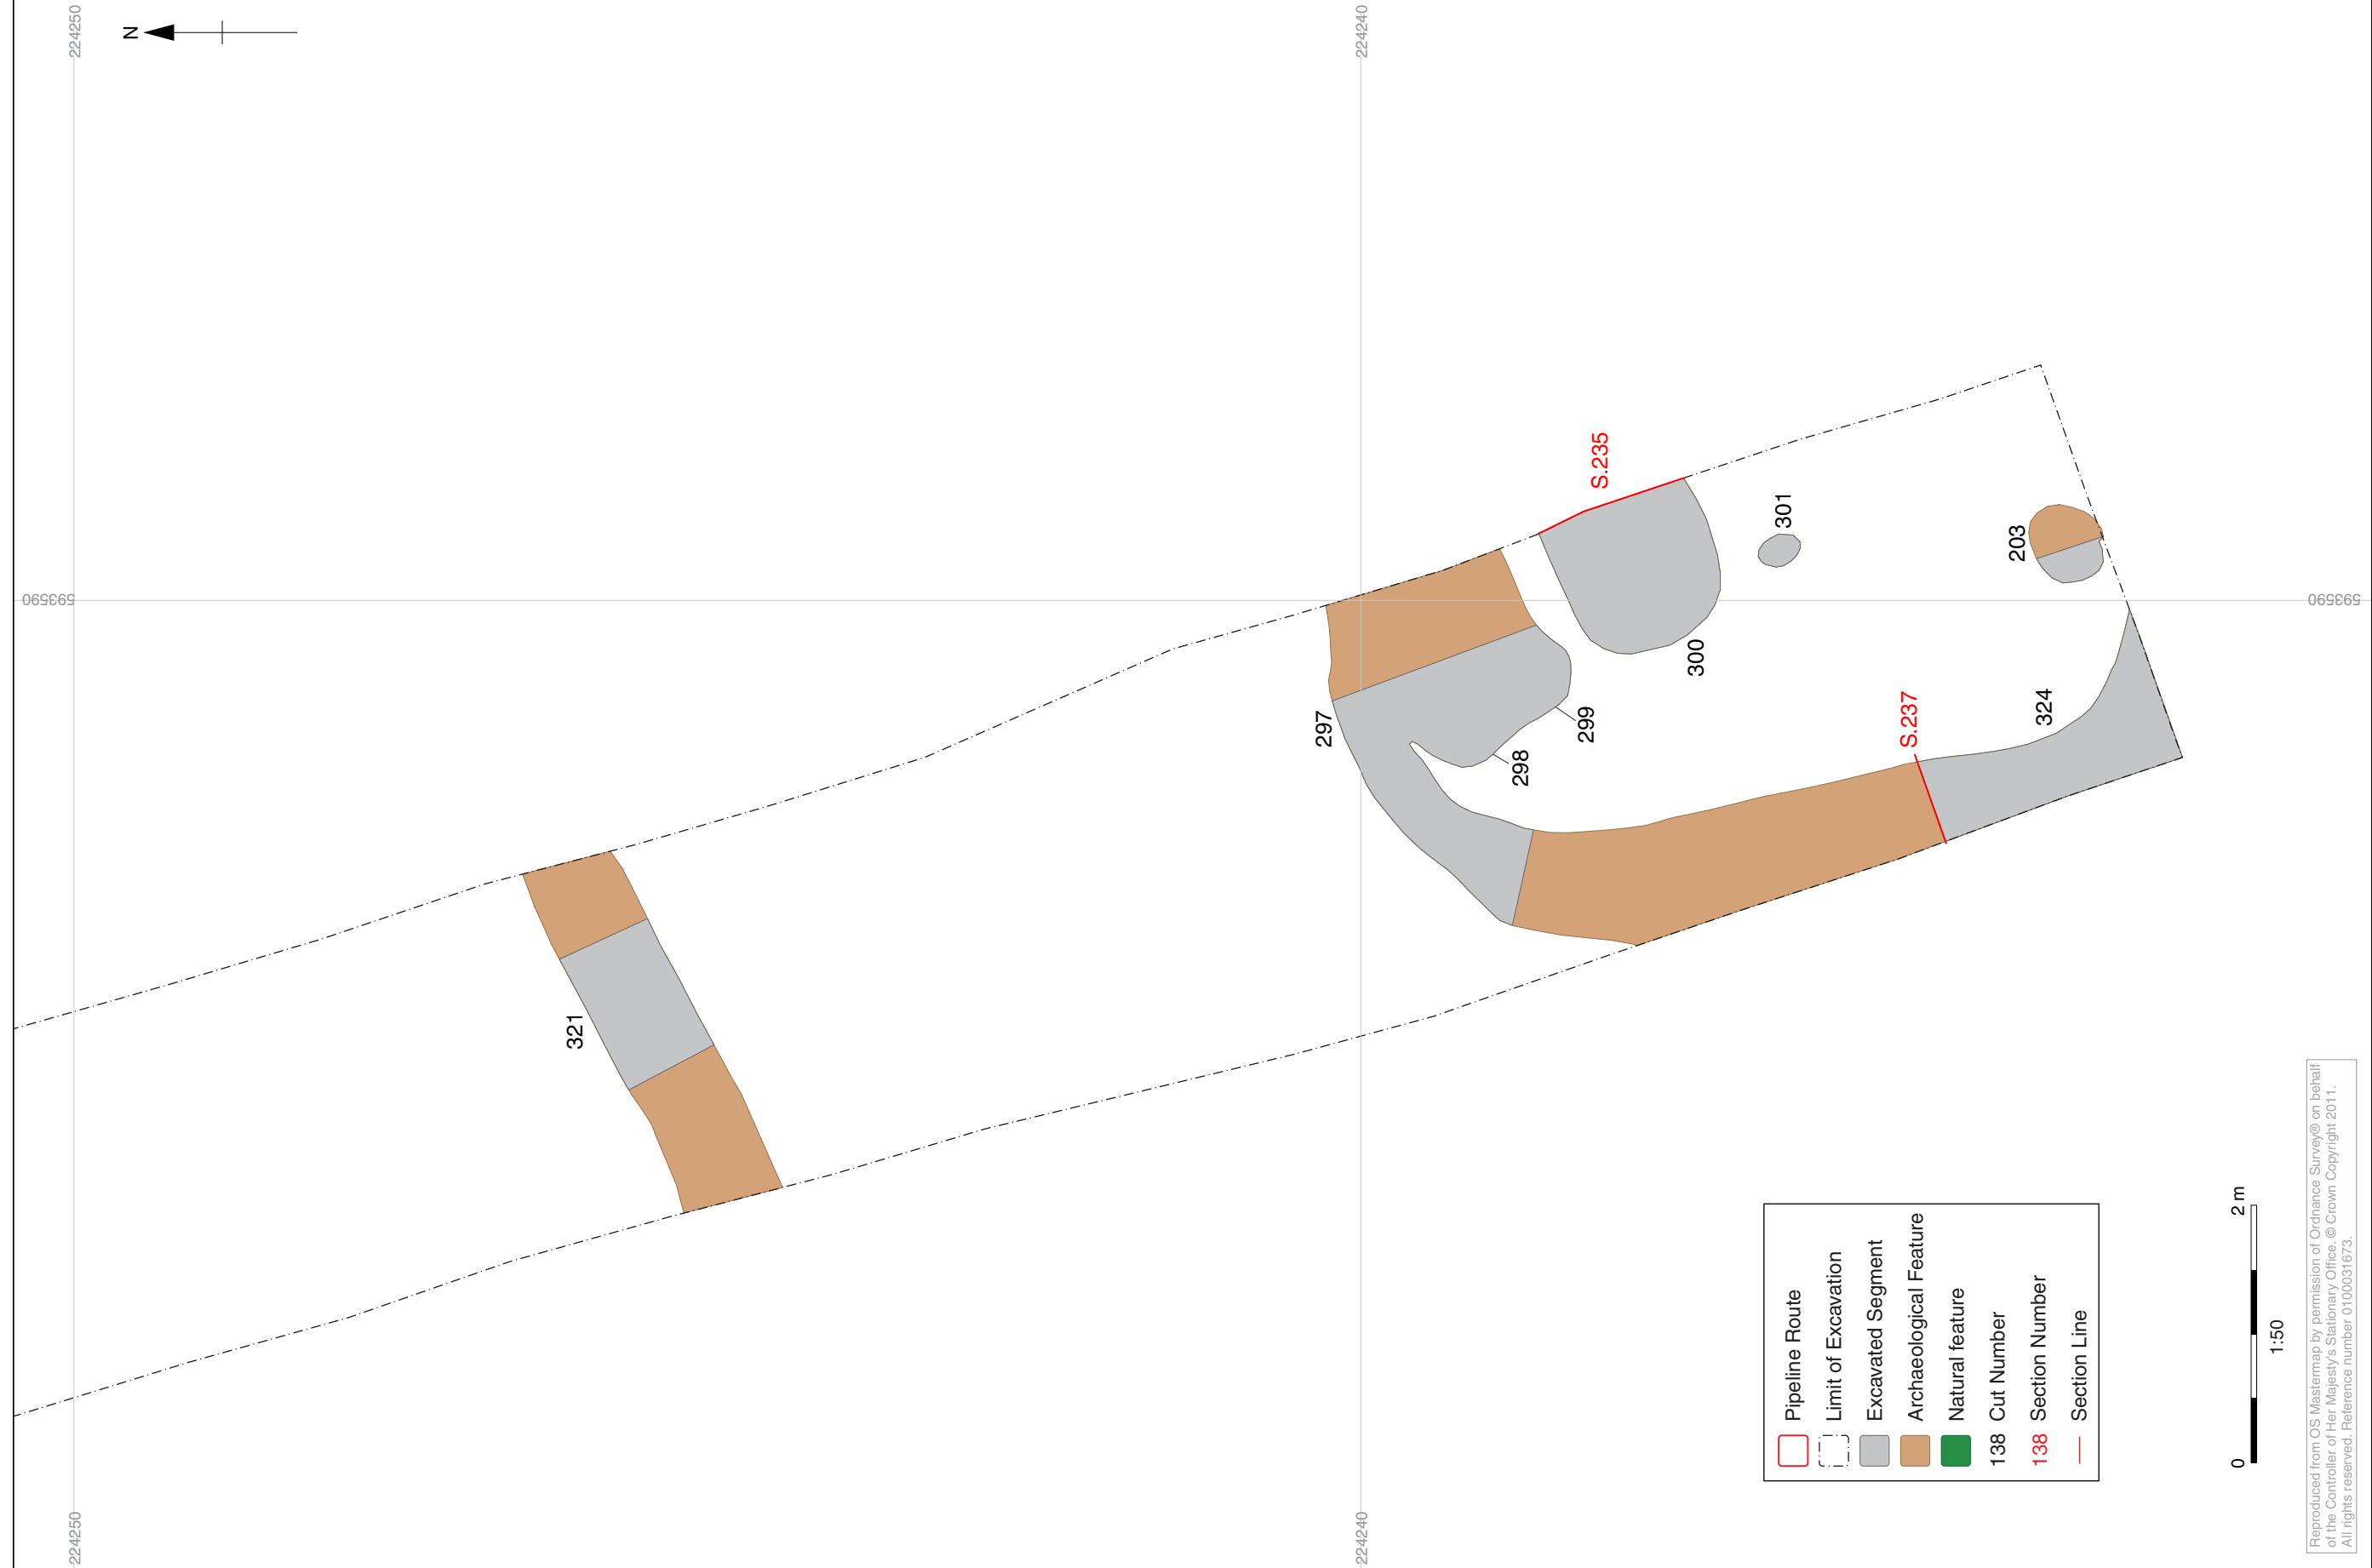 224250
224240
N
593590
593590
S.235
301
203
297
300
299
298
S.237
324
321
224250
224240
Pipeline Route
Limit of Excavation
Excavated Segment
Archaeological Feature
Natural feature
138 Cut Number
138 Section Number
Section Line
0 2 m
1:50
Reproduced from OS Mastermap by permission of Ordnance Survey® on behalf
of the Controller of Her Majesty's Stationary Office. © Crown Copyright 2011.
All rights reserved. Reference number 0100031673.